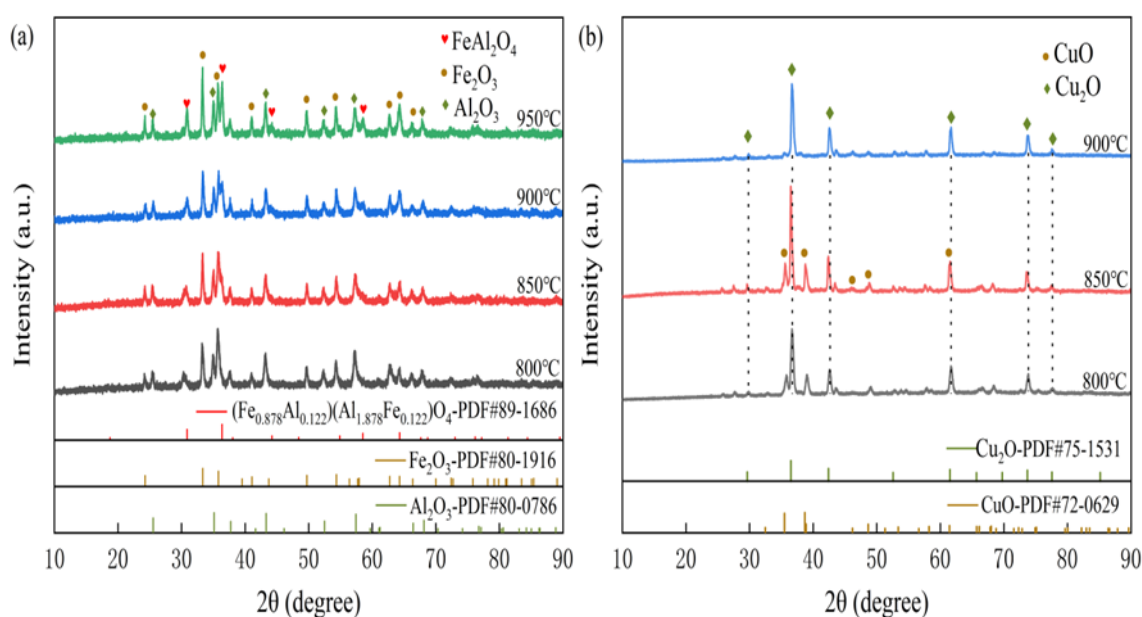 (a)
FeAl₂O₄
Fe₂O₃
Al₂O₃
950℃
900℃
850℃
800℃
(Fe₀.₈₇₈Al₀.₁₂₂)(Al₁.₈₇₈Fe₀.₁₂₂)O₄-PDF#89-1686
Fe₂O₃-PDF#80-1916
Al₂O₃-PDF#80-0786
Intensity (a.u.)
10 20 30 40 50 60 70 80 90
2θ (degree)
(b)
CuO
Cu₂O
900℃
850℃
800℃
Cu₂O-PDF#75-1531
CuO-PDF#72-0629
Intensity (a.u.)
10 20 30 40 50 60 70 80 90
2θ (degree)